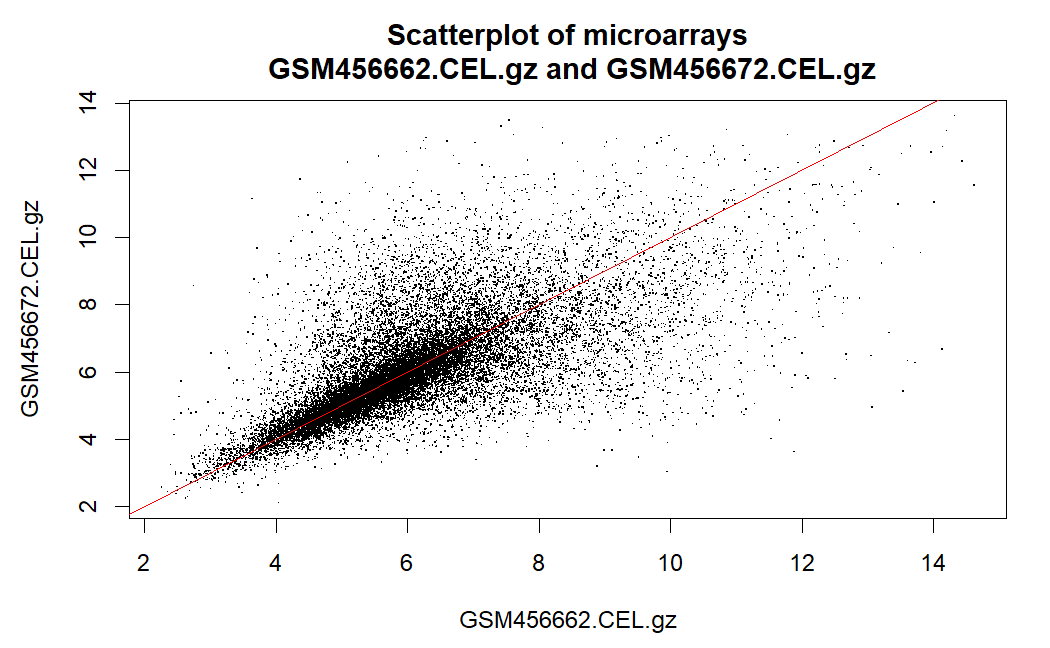 Scatterplot of microarrays
GSM456662.CEL.gz and GSM456672.CEL.gz
14
12
10
8
6
4
2
GSM456672.CEL.gz
2 4 6 8 10 12 14
GSM456662.CEL.gz